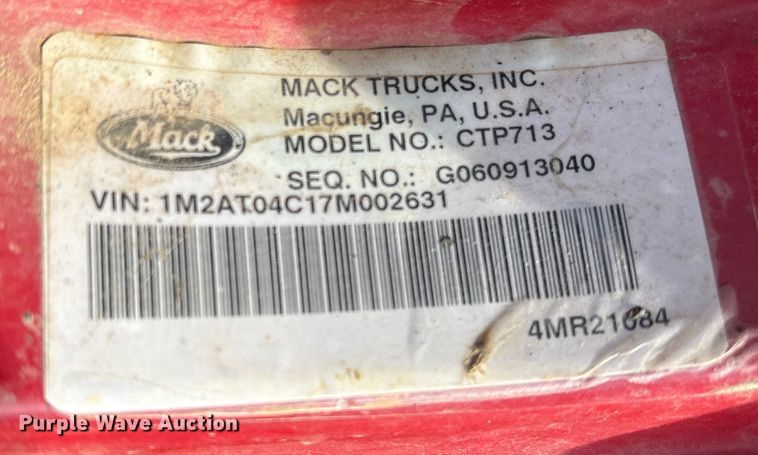 MACK TRUCKS, INC.
Mack
Macungie, PA, U.S.A.
MODEL NO.: CTP713
SEQ. NO.: G060913040
VIN: 1M2AT04C17M002631
4MR21684
Purple Wave Auction